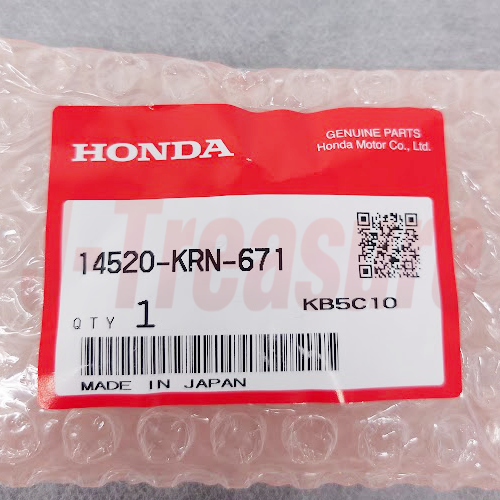 HONDA
GENUINE PARTS
Honda Motor Co., Ltd.
14520-KRN-671
KB5C10
QTY 1
MADE IN JAPAN